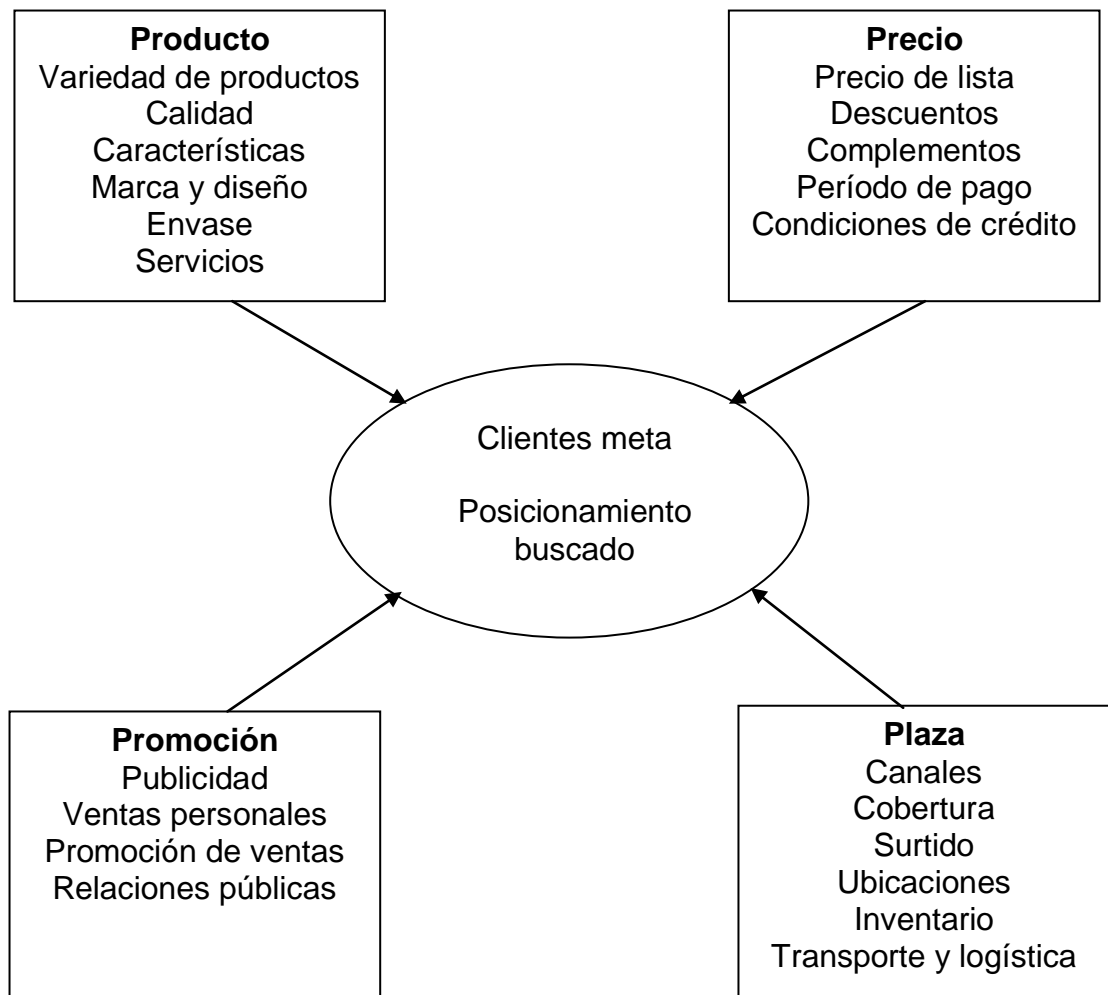 Producto
Variedad de productos
Calidad
Características
Marca y diseño
Envase
Servicios
Precio
Precio de lista
Descuentos
Complementos
Período de pago
Condiciones de crédito
Clientes meta
Posicionamiento
buscado
Promoción
Publicidad
Ventas personales
Promoción de ventas
Relaciones públicas
Plaza
Canales
Cobertura
Surtido
Ubicaciones
Inventario
Transporte y logística